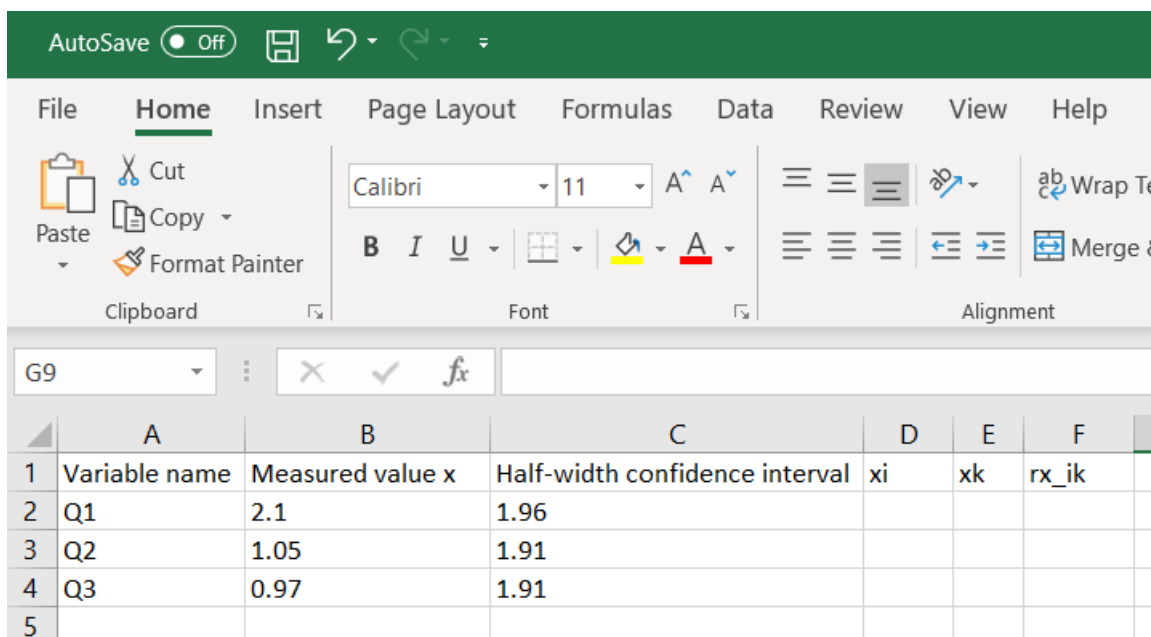 AutoSave Off
File Home Insert Page Layout Formulas Data Review View Help
Cut
Copy
Format Painter
Paste
Calibri 11 A^ Aˇ
B I U A
ab Wrap Te
Merge &
Clipboard Font Alignment
G9 fx
A B C D E F
1 Variable name Measured value x Half-width confidence interval xi xk rx_ik
2 Q1 2.1 1.96
3 Q2 1.05 1.91
4 Q3 0.97 1.91
5